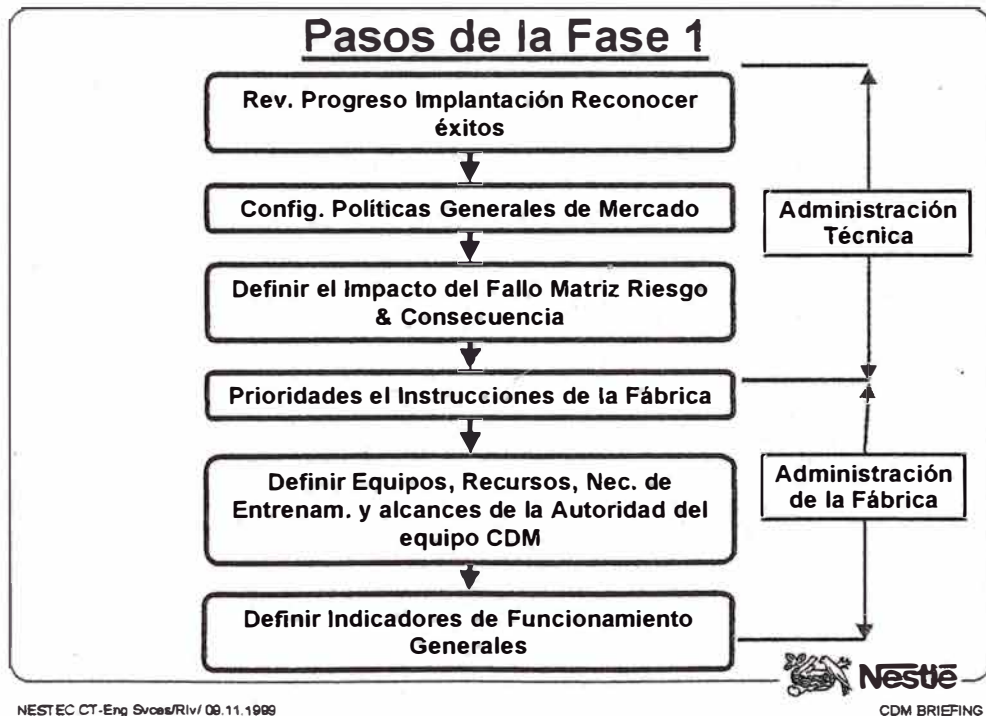 Pasos de la Fase 1
Rev. Progreso Implantación Reconocer
éxitos
Config. Políticas Generales de Mercado
Administración
Técnica
Definir el Impacto del Fallo Matriz Riesgo
& Consecuencia
Prioridades el Instrucciones de la Fábrica
Definir Equipos, Recursos, Nec. de
Entrenam. y alcances de la Autoridad del
equipo CDM
Administración
de la Fábrica
Definir Indicadores de Funcionamiento
Generales
Nestlé
NESTEC CT-Eng Svces/Rlv/ 09.11.1999
CDM BRIEFING